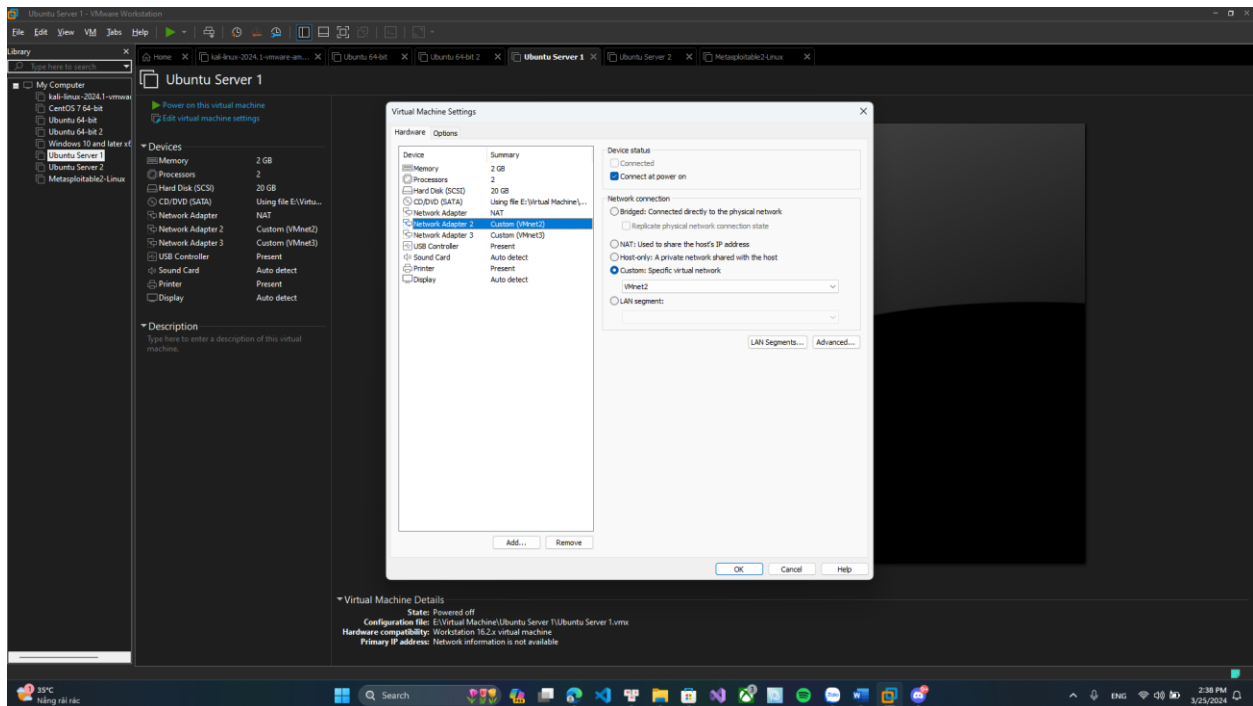 Ubuntu Server 1 - VMware Workstation
File Edit View VM Tabs Help
Library
Type here to search
My Computer
kali-linux-2024.1-vmwar
CentOS 7 64-bit
Ubuntu 64-bit
Ubuntu 64-bit 2
Windows 10 and later x6
Ubuntu Server 1
Ubuntu Server 2
Metasploitable2-Linux
Home kali-linux-2024.1-vmware-am... Ubuntu 64-bit Ubuntu 64-bit 2 Ubuntu Server 1 Ubuntu Server 2 Metasploitable2-Linux
Ubuntu Server 1
Power on this virtual machine
Edit virtual machine settings
Devices
Memory 2 GB
Processors 2
Hard Disk (SCSI) 20 GB
CD/DVD (SATA) Using file E:\Virtu...
Network Adapter NAT
Network Adapter 2 Custom (VMnet2)
Network Adapter 3 Custom (VMnet3)
USB Controller Present
Sound Card Auto detect
Printer Present
Display Auto detect
Description
Type here to enter a description of this virtual
machine.
Virtual Machine Settings
Hardware Options
Device Summary
Memory 2 GB
Processors 2
Hard Disk (SCSI) 20 GB
CD/DVD (SATA) Using file E:\Virtual Machine\...
Network Adapter NAT
Network Adapter 2 Custom (VMnet2)
Network Adapter 3 Custom (VMnet3)
USB Controller Present
Sound Card Auto detect
Printer Present
Display Auto detect
Add... Remove
Device status
Connected
Connect at power on
Network connection
Bridged: Connected directly to the physical network
Replicate physical network connection state
NAT: Used to share the host's IP address
Host-only: A private network shared with the host
Custom: Specific virtual network
VMnet2
LAN segment:
LAN Segments... Advanced...
OK Cancel Help
Virtual Machine Details
State: Powered off
Configuration file: E:\Virtual Machine\Ubuntu Server 1\Ubuntu Server 1.vmx
Hardware compatibility: Workstation 16.2.x virtual machine
Primary IP address: Network information is not available
35°C
Nắng rải rác
Search
Zalo
ENG
2:38 PM
3/25/2024